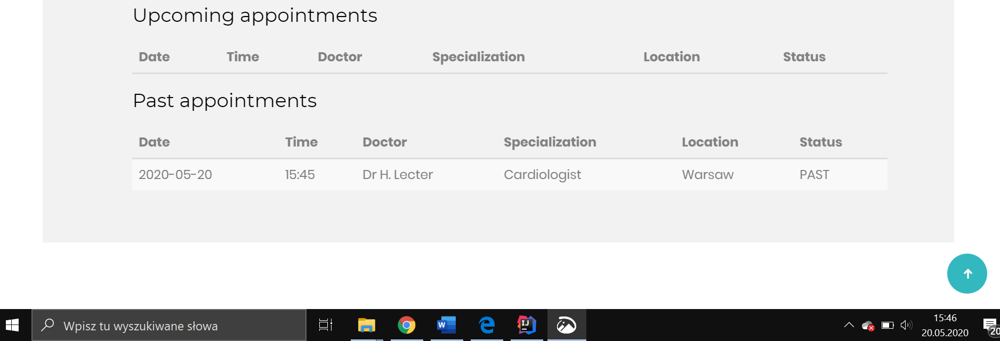 Upcoming appointments
Date Time Doctor Specialization Location Status
Past appointments
Date Time Doctor Specialization Location Status
2020-05-20 15:45 Dr H. Lecter Cardiologist Warsaw PAST
Wpisz tu wyszukiwane słowa
W
IJ
15:46
20.05.2020
20